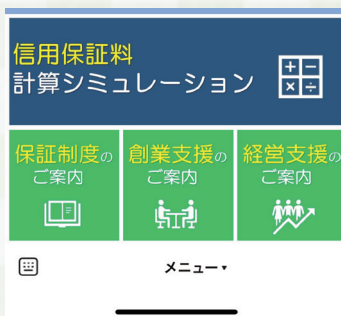 信用保証料
計算シミュレーション
保証制度の
ご案内
創業支援の
ご案内
経営支援の
ご案内
メニュー▾